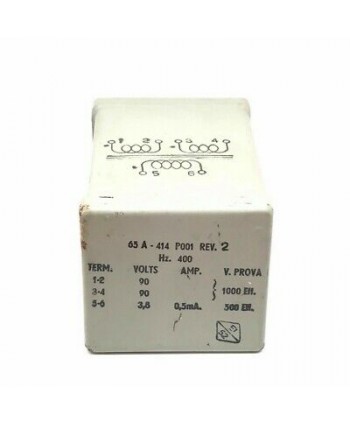 1 2 3 4
5 6
65 A - 414 P001 REV. 2
Hz. 400
TERM: VOLTS AMP. V. PROVA
1-2 90
3-4 90 } 1000 Eff.
5-6 3,8 0,5mA. 500 Eff.